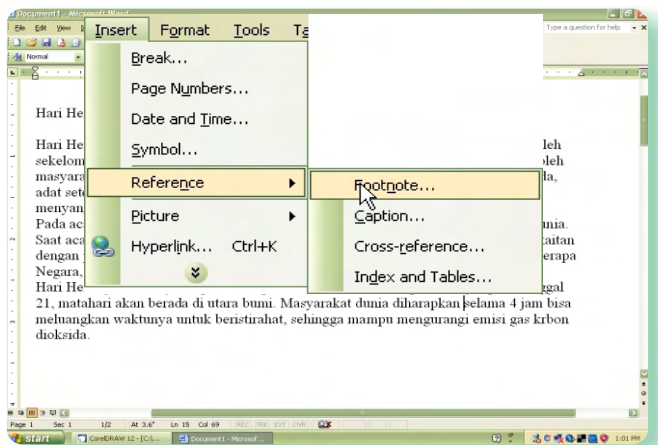 Document1 - Microsoft Word
File Edit View
Type a question for help
Normal
Insert Format Tools Ta
Break...
Page Numbers...
Date and Time...
Symbol...
Reference
Picture
Hyperlink... Ctrl+K
Footnote...
Caption...
Cross-reference...
Index and Tables...
Hari He
Hari He leh
sekelom oleh
masyara da,
adat sete
menyan
Pada aca unia.
Saat aca kaitan
dengan erapa
Negara,
Hari He ggal
21, matahari akan berada di utara bumi. Masyarakat dunia diharapkan selama 4 jam bisa
meluangkan waktunya untuk beristirahat, sehingga mampu mengurangi emisi gas krbon
dioksida.
Page 1 Sec 1 1/2 At 3.6" Ln 15 Col 69 REC TRK EXT OVR
start CorelDRAW 12 - [C:\... Document1 - Microsof... 1:01 PM